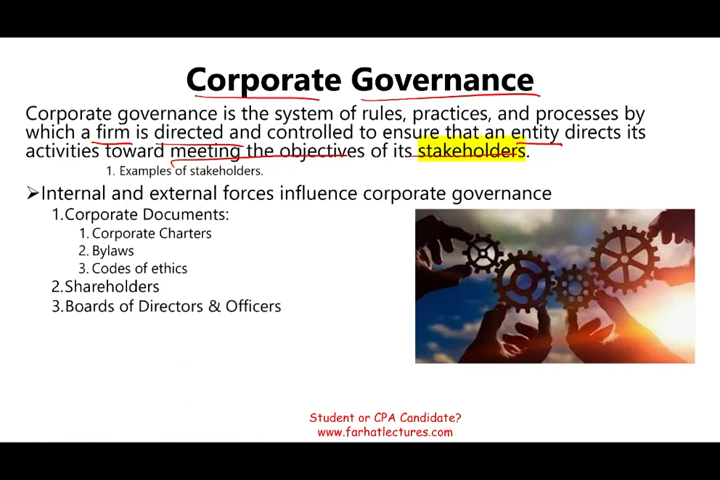 Corporate Governance
Corporate governance is the system of rules, practices, and processes by
which a firm is directed and controlled to ensure that an entity directs its
activities toward meeting the objectives of its stakeholders.
1. Examples of stakeholders.
➢Internal and external forces influence corporate governance
1.Corporate Documents:
1. Corporate Charters
2. Bylaws
3. Codes of ethics
2.Shareholders
3.Boards of Directors & Officers
Student or CPA Candidate?
www.farhatlectures.com